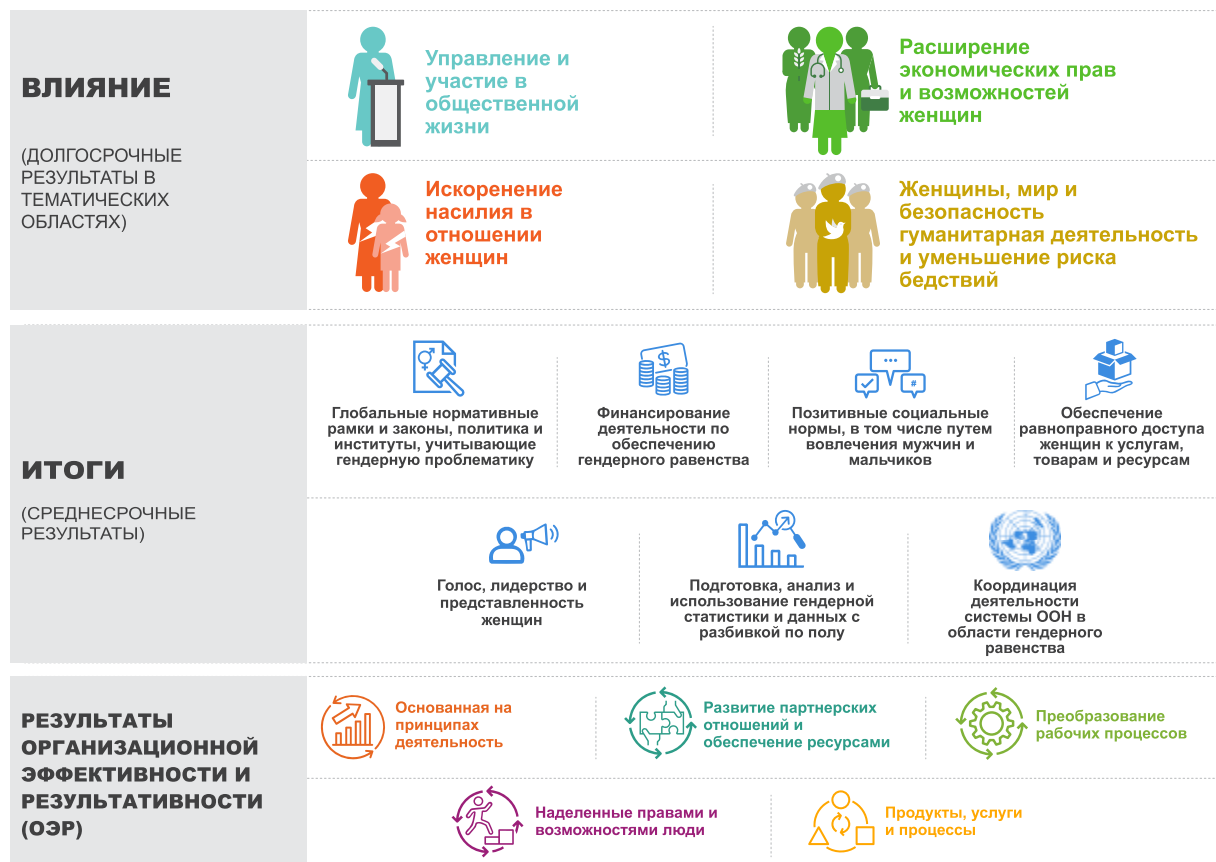 ВЛИЯНИЕ
(ДОЛГОСРОЧНЫЕ
РЕЗУЛЬТАТЫ В
ТЕМАТИЧЕСКИХ
ОБЛАСТЯХ)
Управление и
участие в
общественной
жизни
Расширение
экономических прав
и возможностей
женщин
Искоренение
насилия в
отношении
женщин
Женщины, мир и
безопасность
гуманитарная деятельность
и уменьшение риска
бедствий
ИТОГИ
(СРЕДНЕСРОЧНЫЕ
РЕЗУЛЬТАТЫ)
Глобальные нормативные
рамки и законы, политика и
институты, учитывающие
гендерную проблематику
$
Финансирование
деятельности по
обеспечению
гендерного равенства
#
Позитивные социальные
нормы, в том числе путем
вовлечения мужчин и
мальчиков
Обеспечение
равноправного доступа
женщин к услугам,
товарам и ресурсам
Голос, лидерство и
представленность
женщин
Подготовка, анализ и
использование гендерной
статистики и данных с
разбивкой по полу
Координация
деятельности
системы ООН в
области гендерного
равенства
РЕЗУЛЬТАТЫ
ОРГАНИЗАЦИОННОЙ
ЭФФЕКТИВНОСТИ И
РЕЗУЛЬТАТИВНОСТИ
(ОЭР)
Основанная на
принципах
деятельность
Развитие партнерских
отношений и
обеспечение ресурсами
Преобразование
рабочих процессов
Наделенные правами и
возможностями люди
Продукты, услуги
и процессы